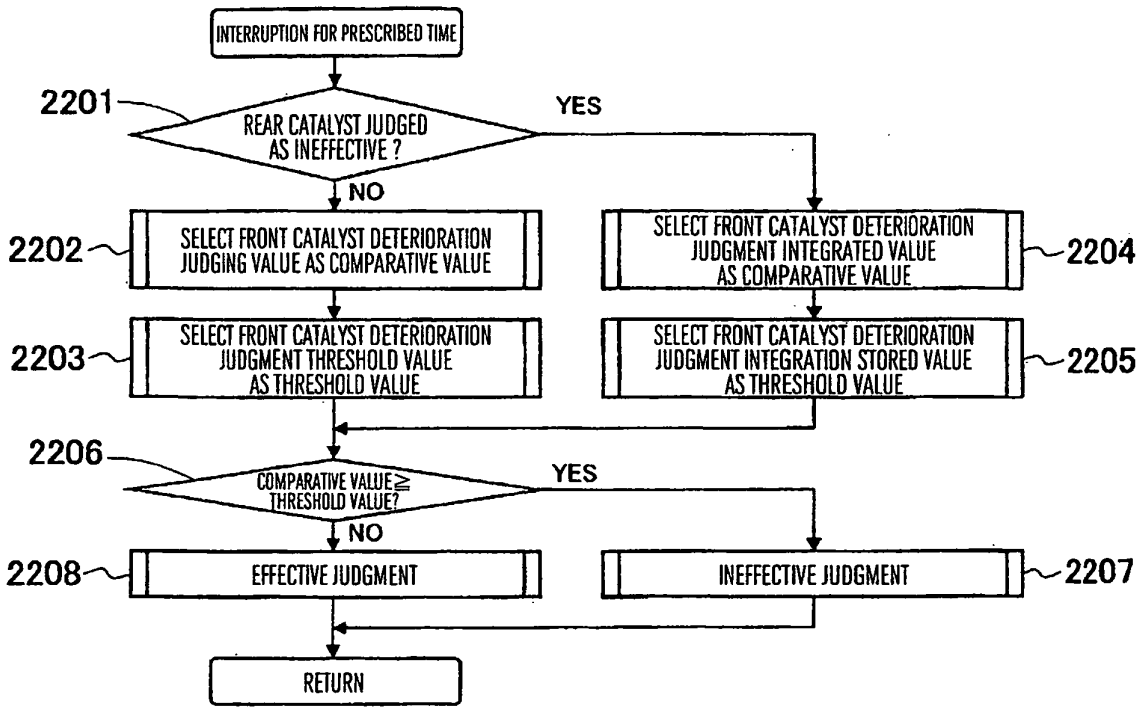 INTERRUPTION FOR PRESCRIBED TIME
2201
YES
REAR CATALYST JUDGED
AS INEFFECTIVE ?
NO
2202
SELECT FRONT CATALYST DETERIORATION
JUDGING VALUE AS COMPARATIVE VALUE
SELECT FRONT CATALYST DETERIORATION
JUDGMENT INTEGRATED VALUE
AS COMPARATIVE VALUE
2204
2203
SELECT FRONT CATALYST DETERIORATION
JUDGMENT THRESHOLD VALUE
AS THRESHOLD VALUE
SELECT FRONT CATALYST DETERIORATION
JUDGMENT INTEGRATION STORED VALUE
AS THRESHOLD VALUE
2205
2206
YES
COMPARATIVE VALUE≧
THRESHOLD VALUE?
NO
2208
EFFECTIVE JUDGMENT
INEFFECTIVE JUDGMENT
2207
RETURN